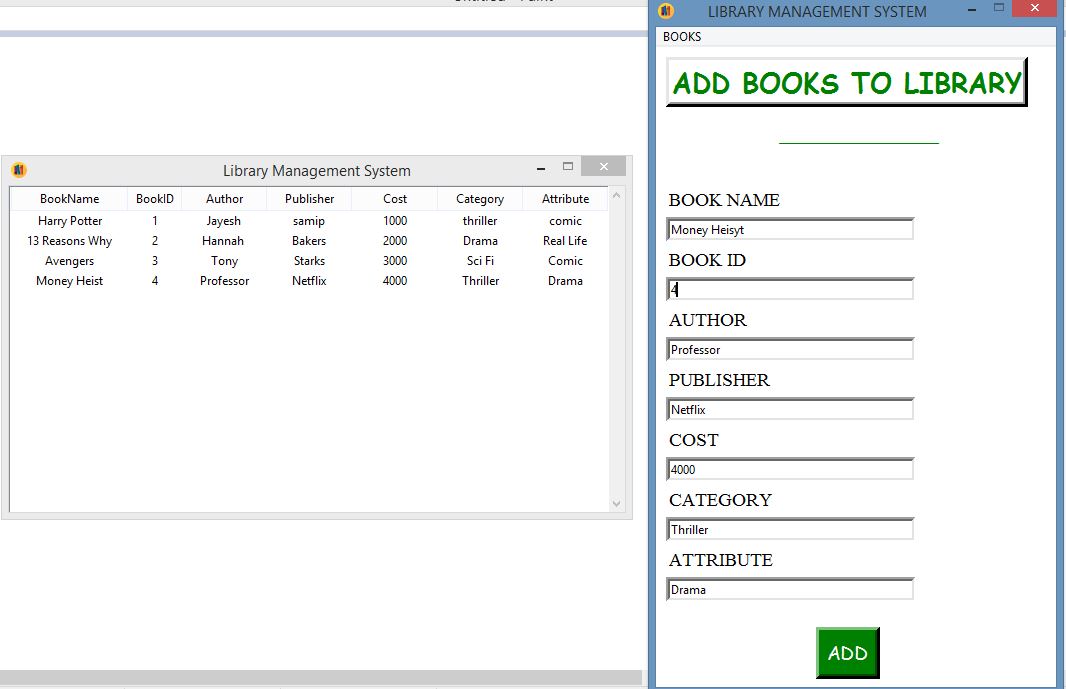 LIBRARY MANAGEMENT SYSTEM
BOOKS
ADD BOOKS TO LIBRARY
Library Management System
BookName BookID Author Publisher Cost Category Attribute
Harry Potter 1 Jayesh samip 1000 thriller comic
13 Reasons Why 2 Hannah Bakers 2000 Drama Real Life
Avengers 3 Tony Starks 3000 Sci Fi Comic
Money Heist 4 Professor Netflix 4000 Thriller Drama
BOOK NAME
Money Heisyt
BOOK ID
4
AUTHOR
Professor
PUBLISHER
Netflix
COST
4000
CATEGORY
Thriller
ATTRIBUTE
Drama
ADD